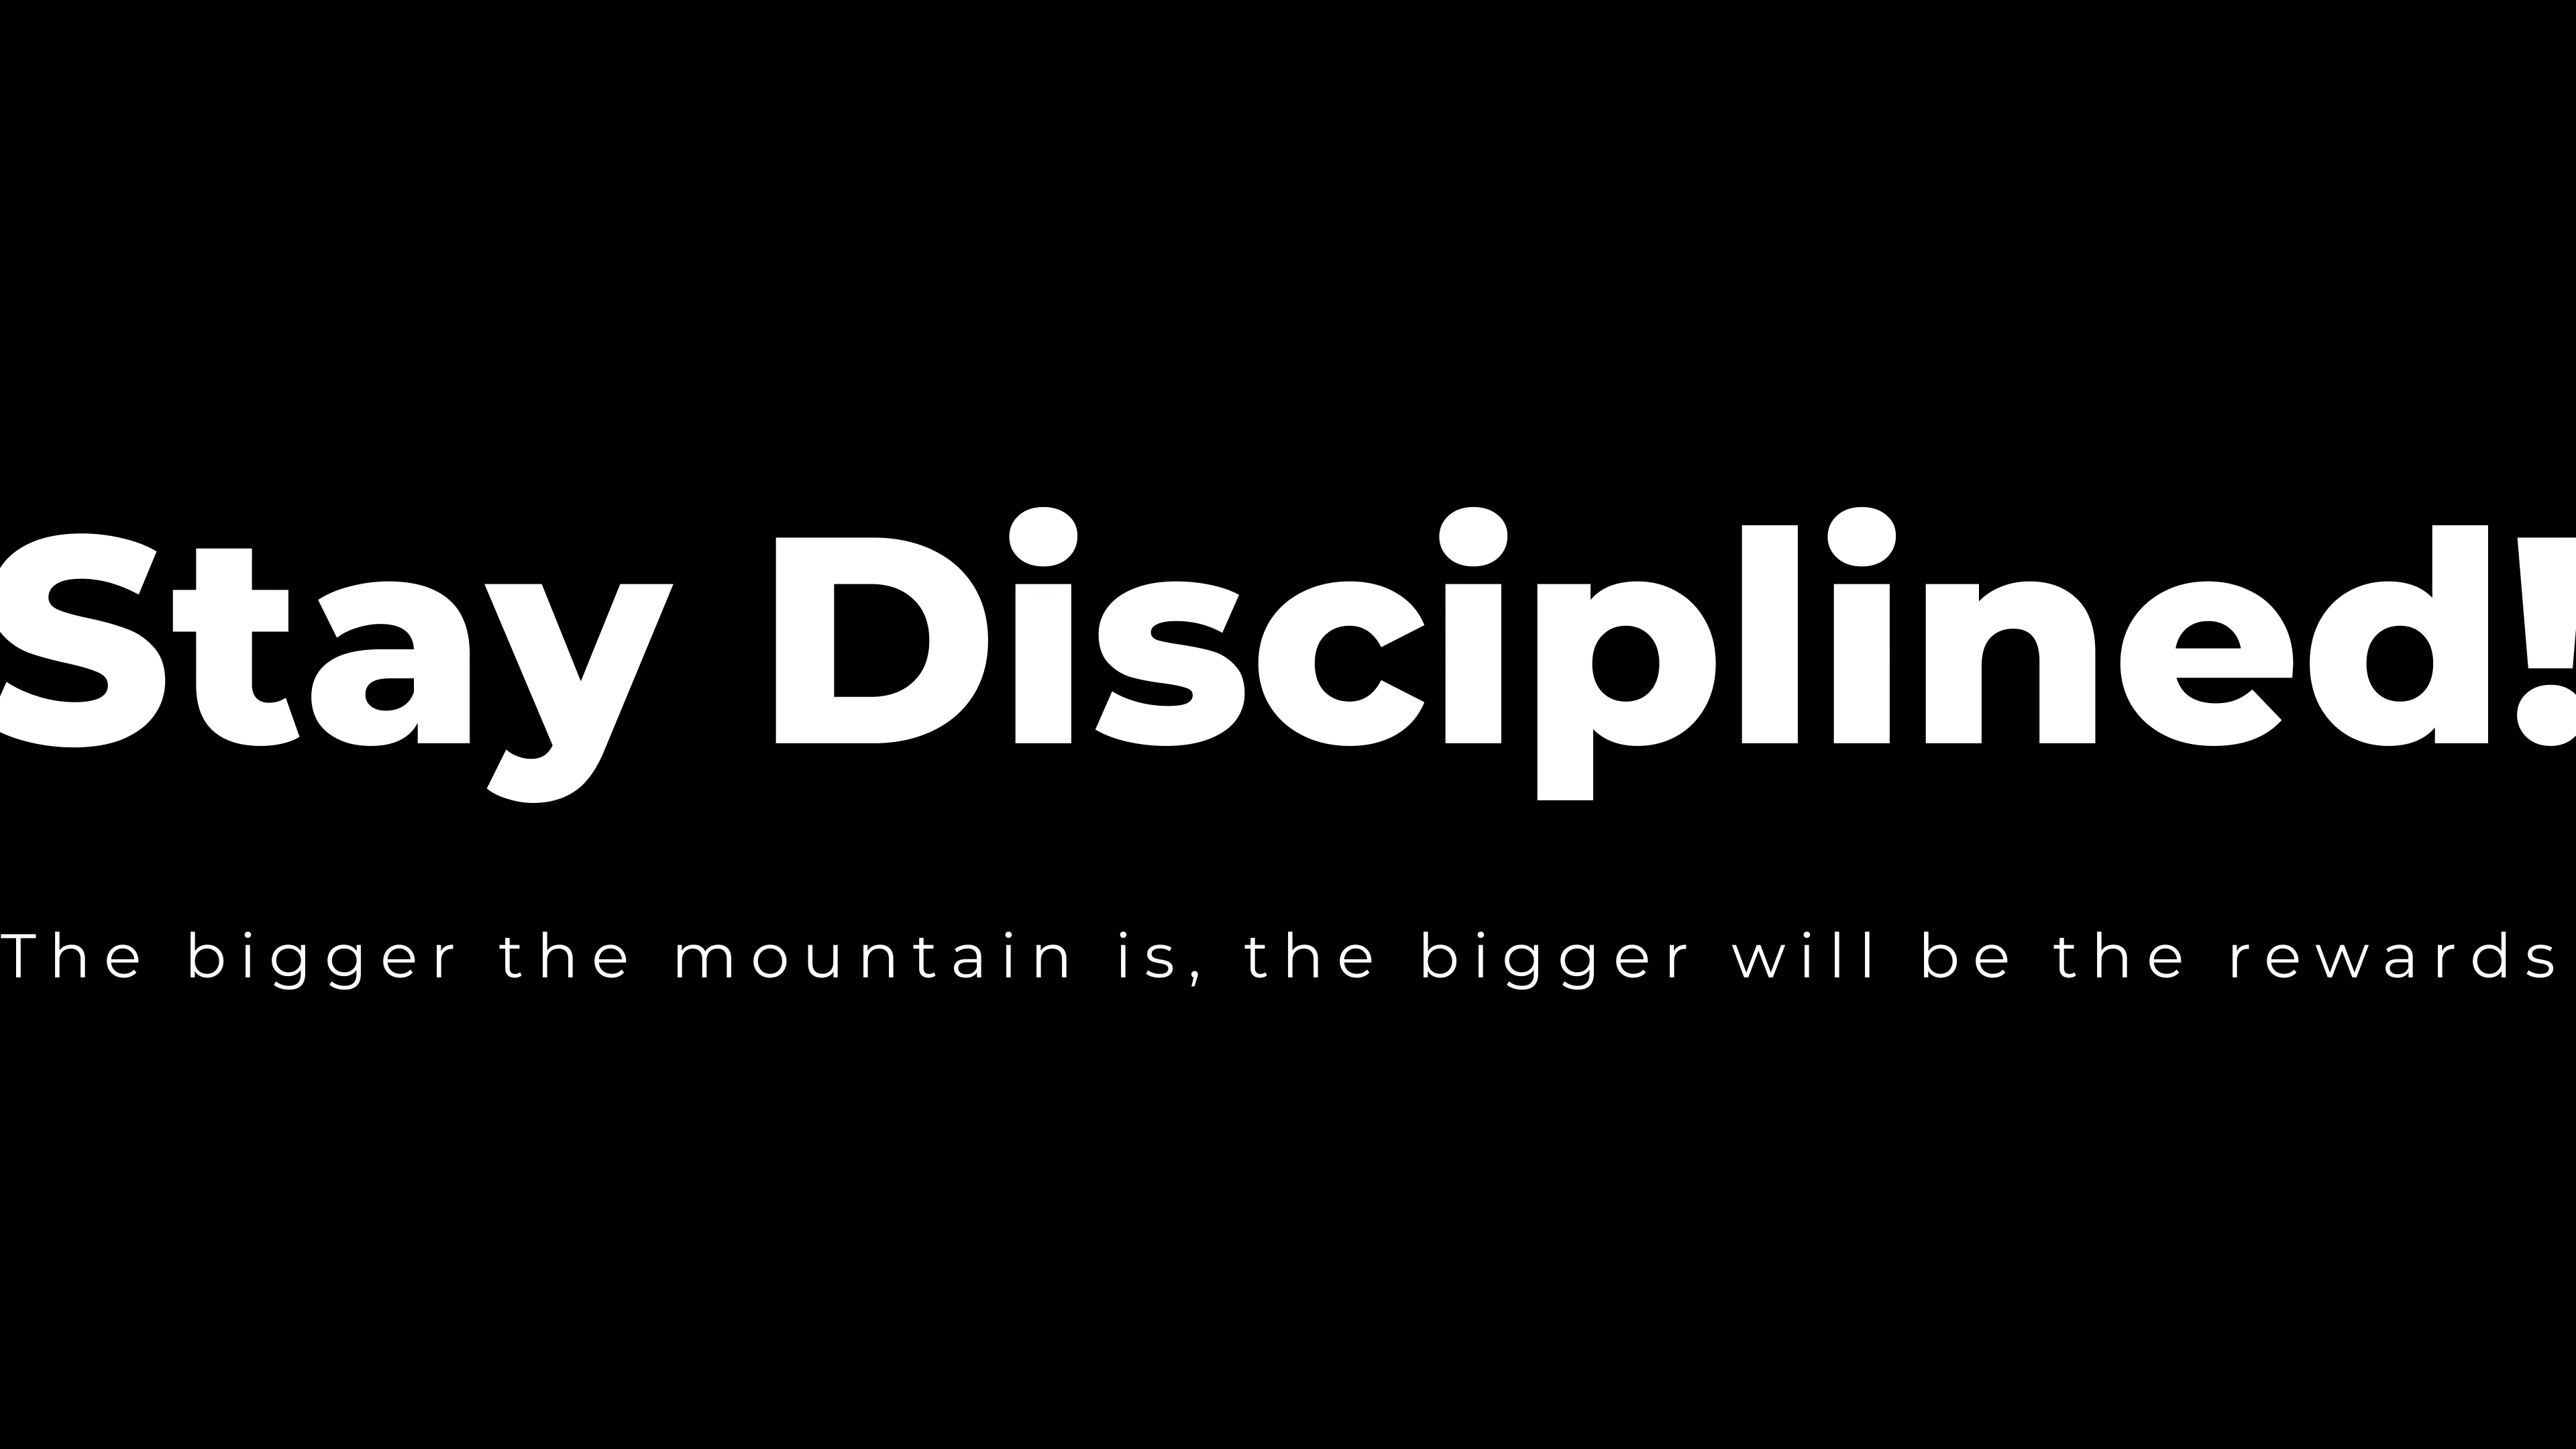 Stay Disciplined!
The bigger the mountain is, the bigger will be the rewards